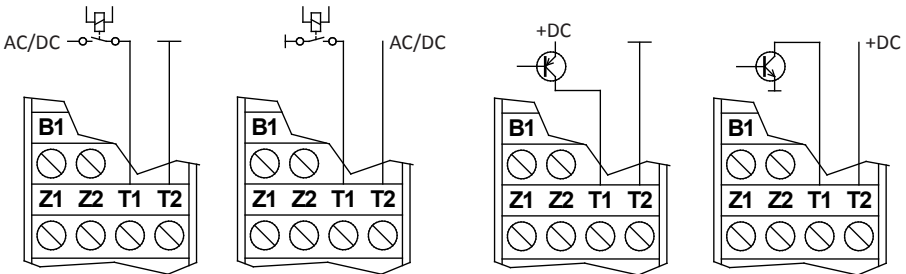 AC/DC
B1
Z1 Z2 T1 T2
AC/DC
B1
Z1 Z2 T1 T2
+DC
B1
Z1 Z2 T1 T2
+DC
B1
Z1 Z2 T1 T2